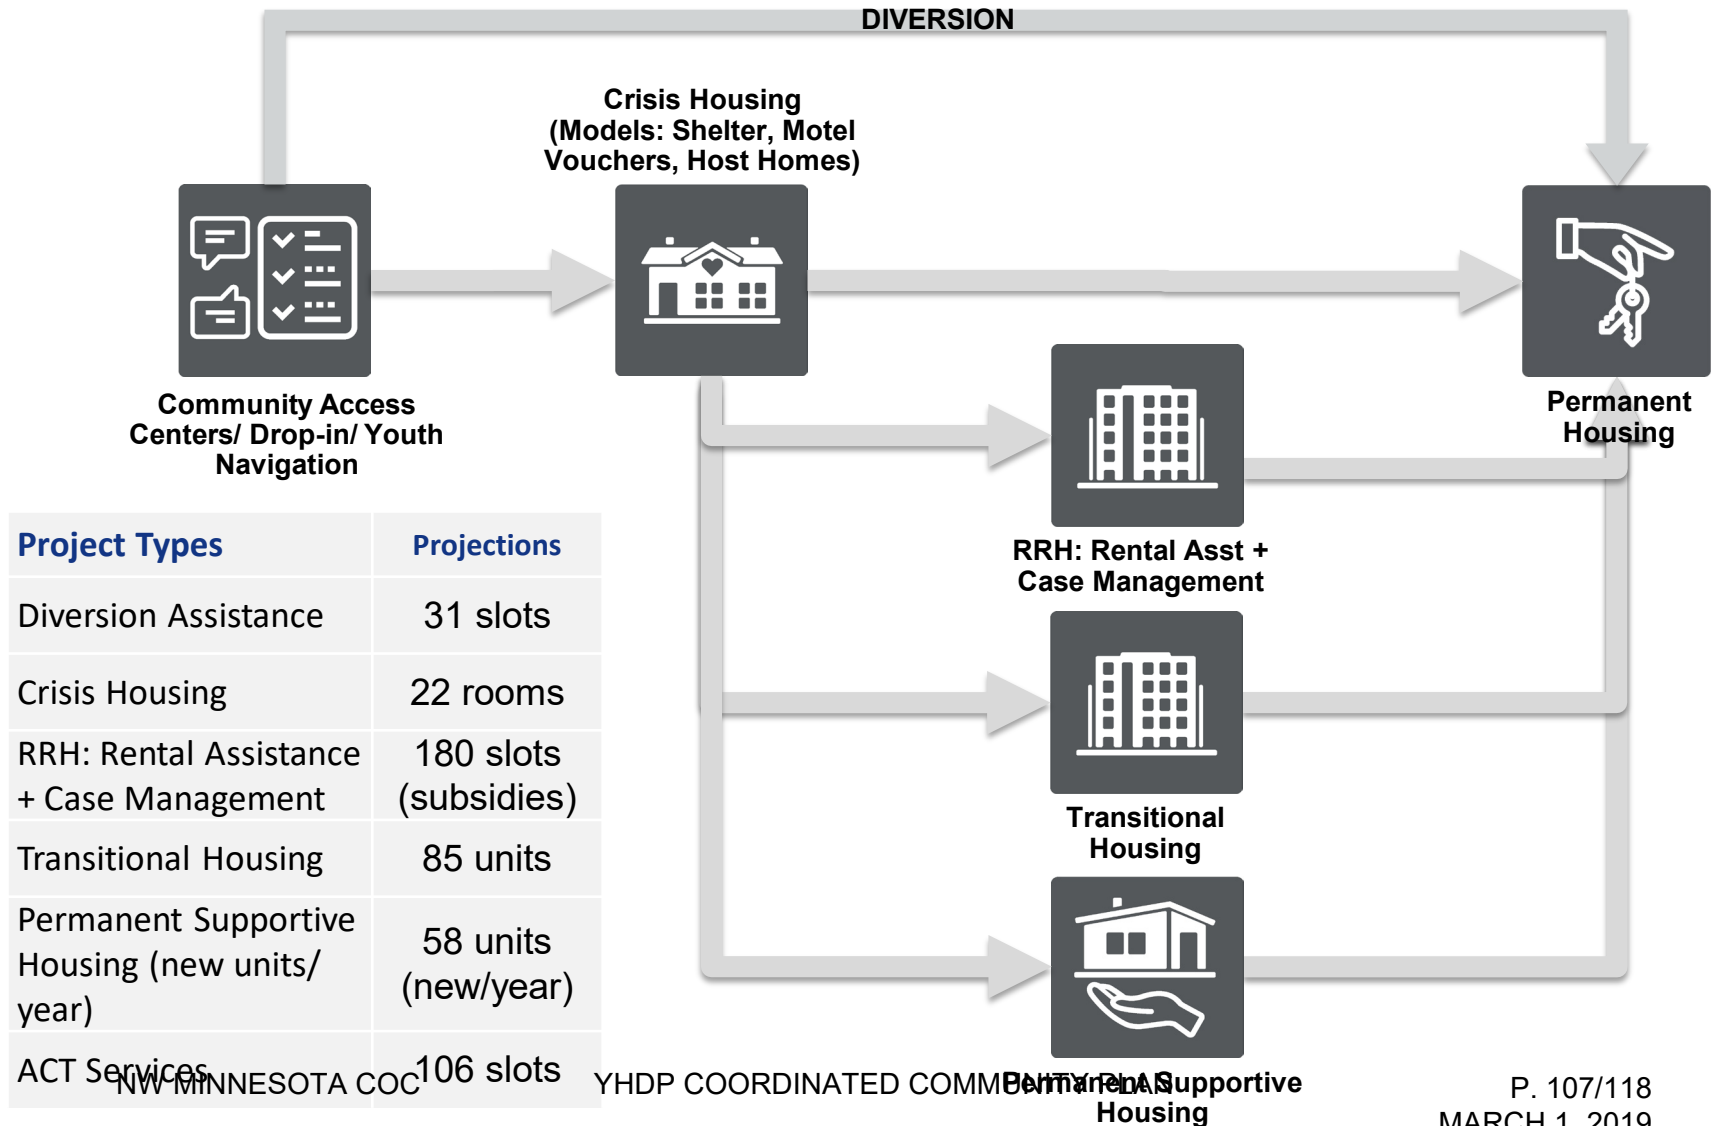 DIVERSION
Crisis Housing
(Models: Shelter, Motel
Vouchers, Host Homes)
Community Access
Centers/ Drop-in/ Youth
Navigation
Permanent
Housing
RRH: Rental Asst +
Case Management
Transitional
Housing
Permanent Supportive
Housing
Project Types Projections
Diversion Assistance 31 slots
Crisis Housing 22 rooms
RRH: Rental Assistance
+ Case Management
180 slots
(subsidies)
Transitional Housing 85 units
Permanent Supportive
Housing (new units/
year)
58 units
(new/year)
ACT Services 106 slots
NW MINNESOTA COC YHDP COORDINATED COMMUNITY PLAN P. 107/118
MARCH 1, 2019